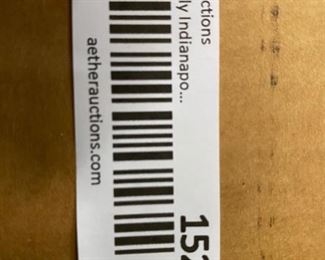 ctions
ly Indianapo...
152
aetherauctions.com